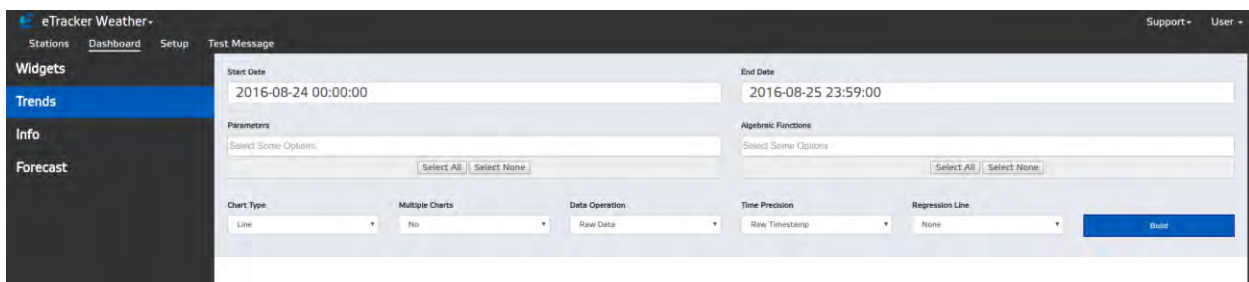 eTracker Weather
Support
User
Stations
Dashboard
Setup
Test Message
Widgets
Trends
Info
Forecast
Start Date
End Date
2016-08-24 00:00:00
2016-08-25 23:59:00
Parameters
Algebraic Functions
Select Some Options
Select Some Options
Select All
Select None
Select All
Select None
Chart Type
Multiple Charts
Data Operation
Time Precision
Regression Line
Line
No
Raw Data
Raw Timestamp
None
Build